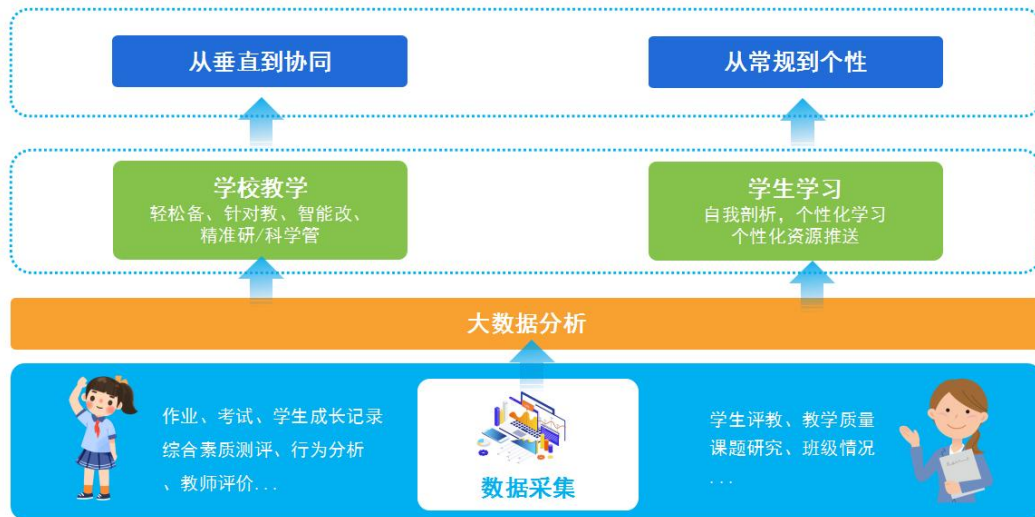 从垂直到协同
从常规到个性
学校教学
轻松备、针对教、智能改、
精准研/科学管
学生学习
自我剖析，个性化学习
个性化资源推送
大数据分析
作业、考试、学生成长记录
综合素质测评、行为分析
、教师评价...
数据采集
学生评教、教学质量
课题研究、班级情况
...